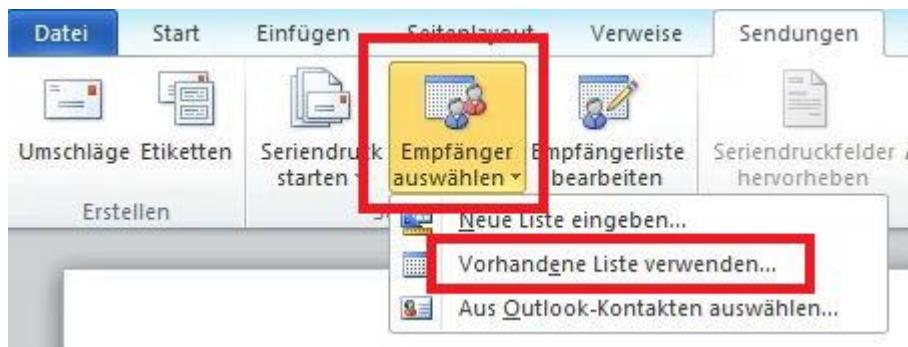 Datei Start Einfügen Seitenlayout Verweise Sendungen
Umschläge Etiketten Seriendruck Empfänger Empfängerliste Seriendruckfelder
starten auswählen bearbeiten hervorheben
Erstellen
Neue Liste eingeben...
Vorhandene Liste verwenden...
Aus Outlook-Kontakten auswählen...